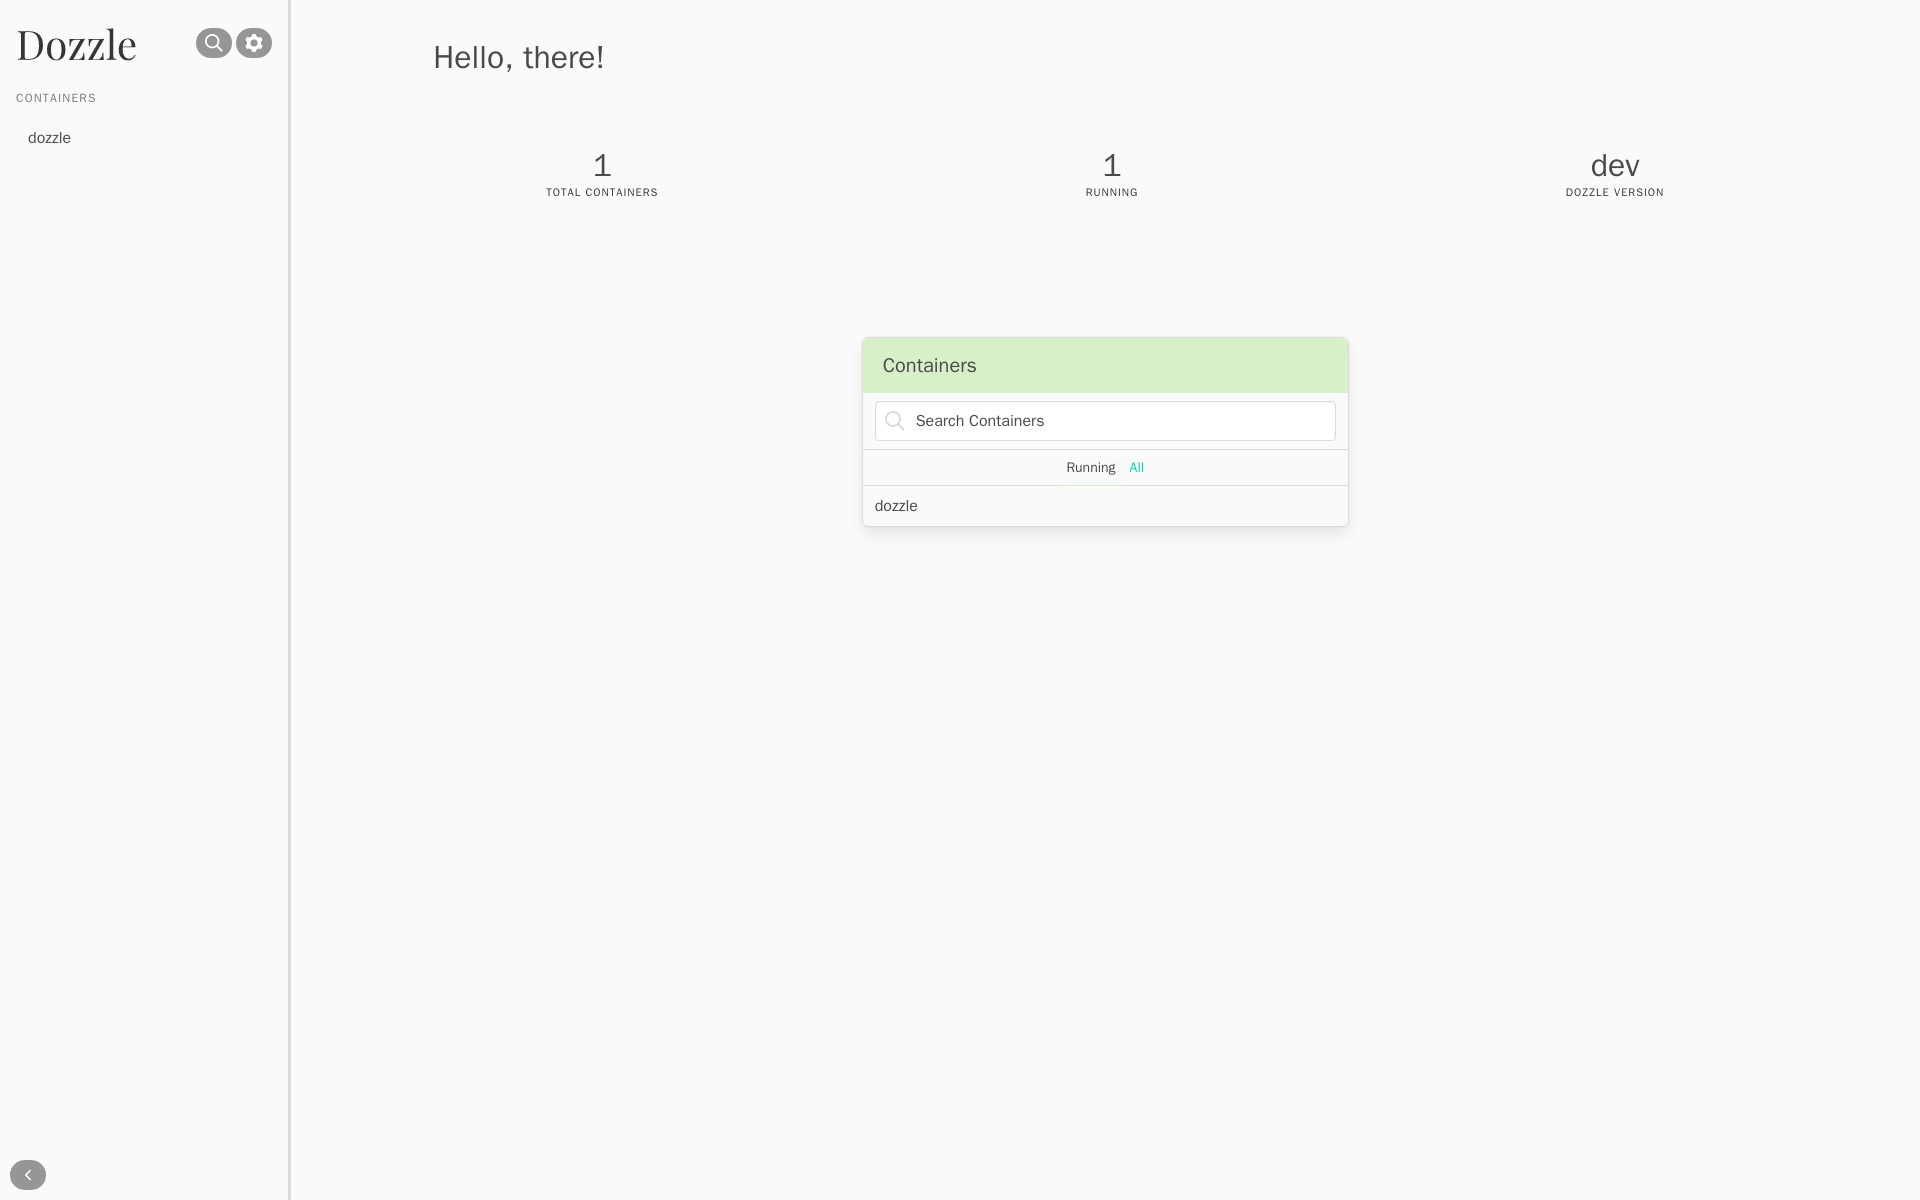 Dozzle
CONTAINERS
dozzle
Hello, there!
1
TOTAL CONTAINERS
1
RUNNING
dev
DOZZLE VERSION
Containers
Search Containers
Running All
dozzle